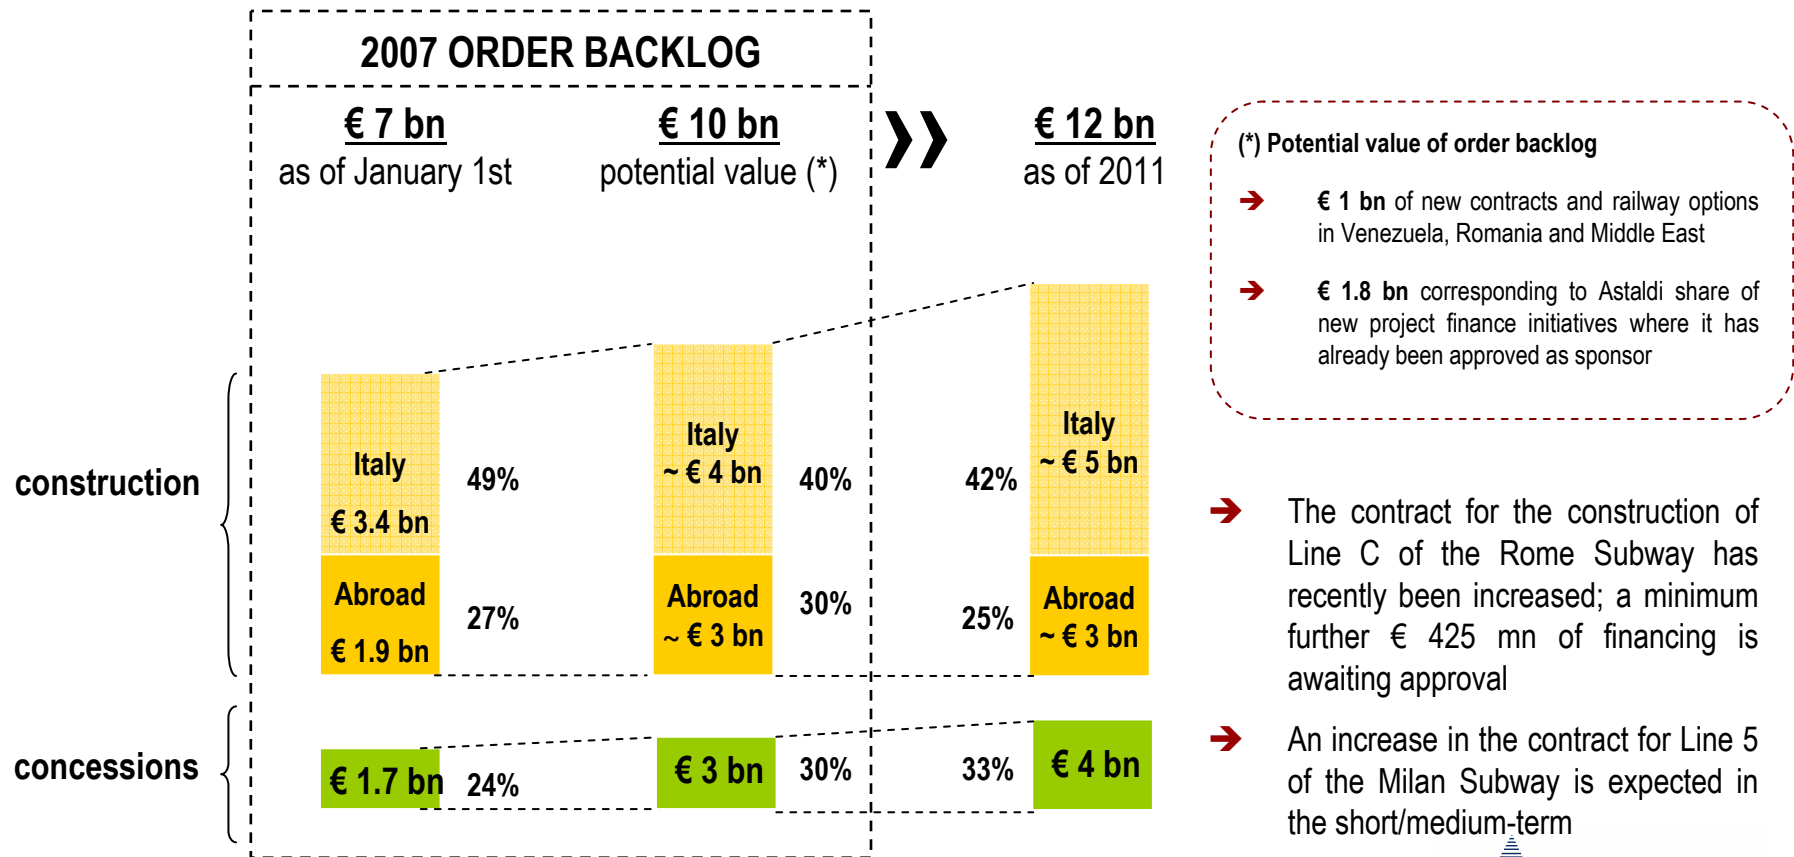 2007 ORDER BACKLOG
€ 7 bn
as of January 1st
€ 10 bn
potential value (*)
€ 12 bn
as of 2011
(*) Potential value of order backlog
€ 1 bn of new contracts and railway options
in Venezuela, Romania and Middle East
€ 1.8 bn corresponding to Astaldi share of
new project finance initiatives where it has
already been approved as sponsor
construction
Italy
€ 3.4 bn
49%
Abroad
€ 1.9 bn
27%
Italy
~ € 4 bn
40%
Abroad
~ € 3 bn
30%
42%
Italy
~ € 5 bn
25%
Abroad
~ € 3 bn
concessions
€ 1.7 bn
24%
€ 3 bn
30%
33%
€ 4 bn
The contract for the construction of
Line C of the Rome Subway has
recently been increased; a minimum
further € 425 mn of financing is
awaiting approval
An increase in the contract for Line 5
of the Milan Subway is expected in
the short/medium-term